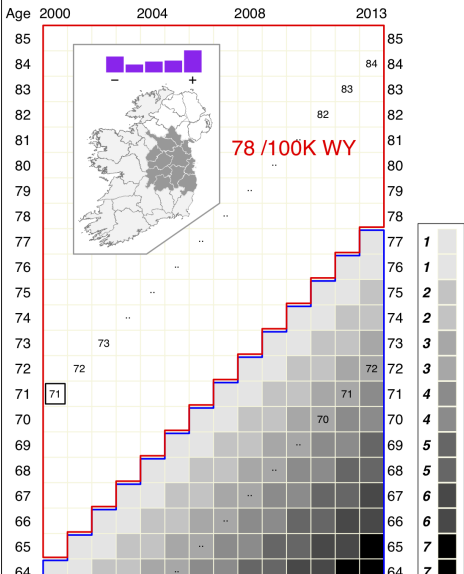 Age 2000 2004 2008 2013
85 85
84 84 84
83 83 83
82 82 82
– +
81 78 /100K WY 81
80 80
79 79
78 78
77 77 1
76 76 1
75 75 2
74 74 2
73 73 73 3
72 72 72 72 3
71 71 71 71 4
70 70 70 4
69 69 5
68 68 5
67 67 6
66 66 6
65 65 7
64 64 7